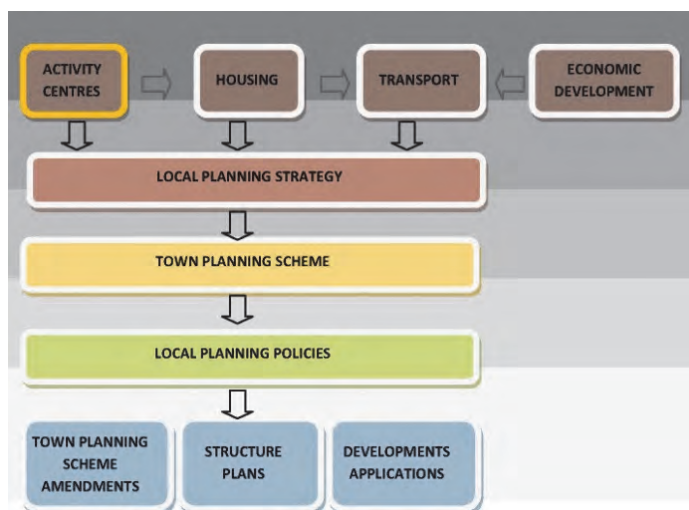 ACTIVITY
CENTRES
HOUSING
TRANSPORT
ECONOMIC
DEVELOPMENT
LOCAL PLANNING STRATEGY
TOWN PLANNING SCHEME
LOCAL PLANNING POLICIES
TOWN PLANNING
SCHEME
AMENDMENTS
STRUCTURE
PLANS
DEVELOPMENTS
APPLICATIONS